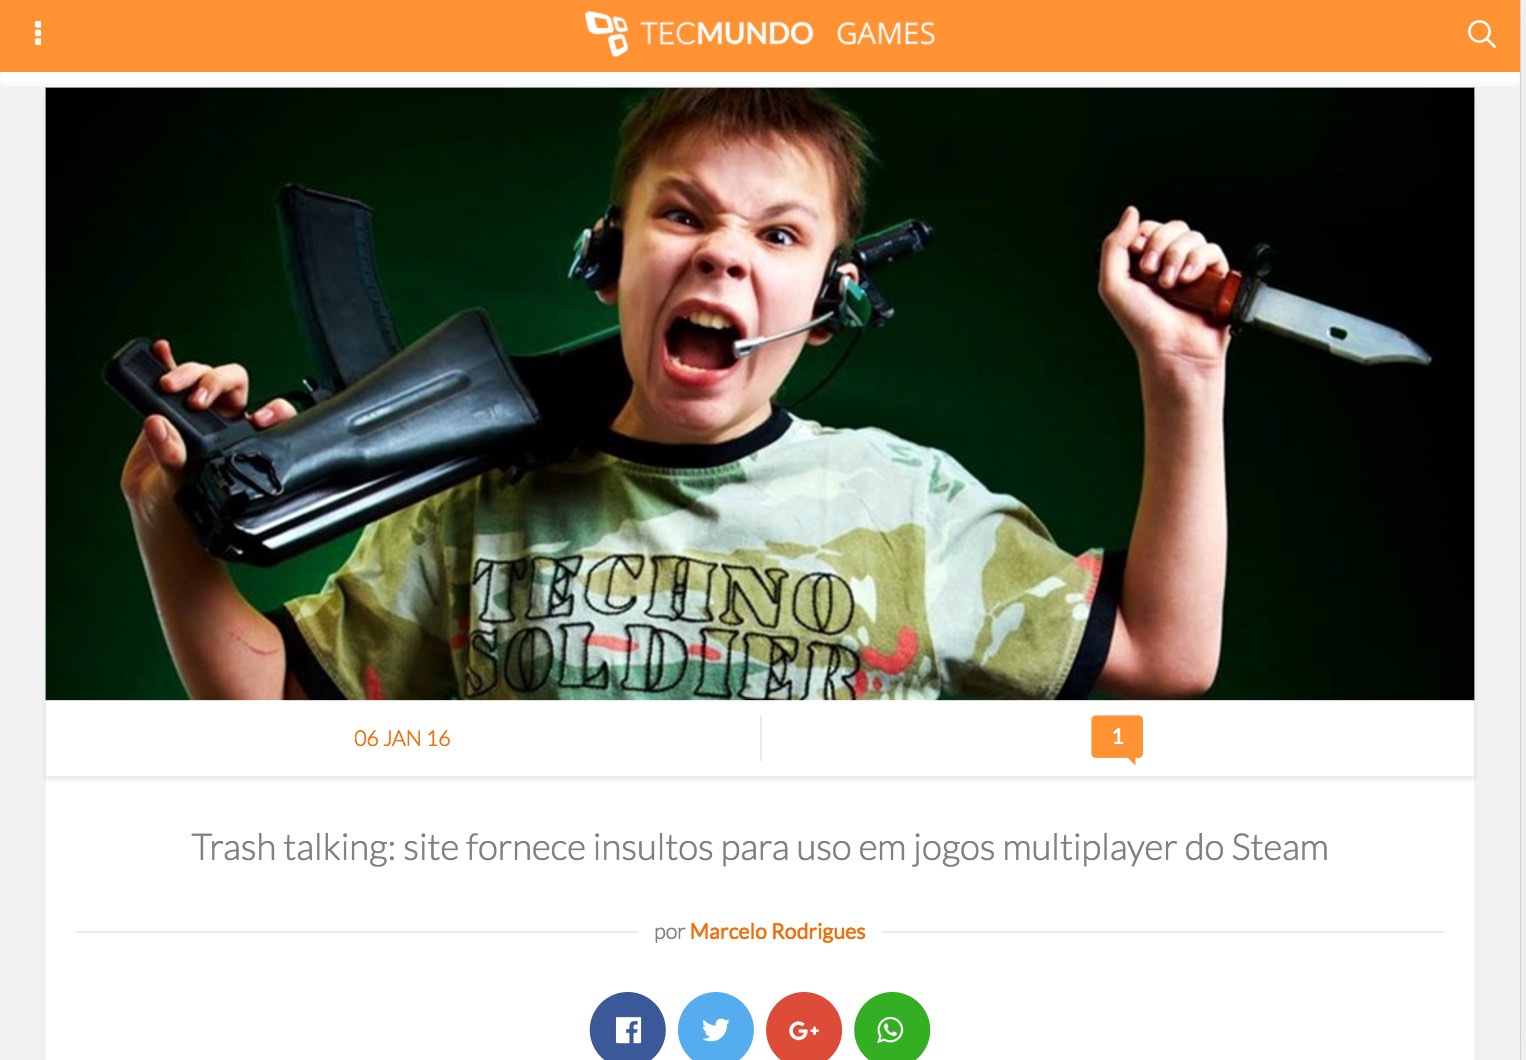 TECMUNDO GAMES
TECHNO
SOLDIER
06 JAN 16
1
Trash talking: site fornece insultos para uso em jogos multiplayer do Steam
por Marcelo Rodrigues
G+